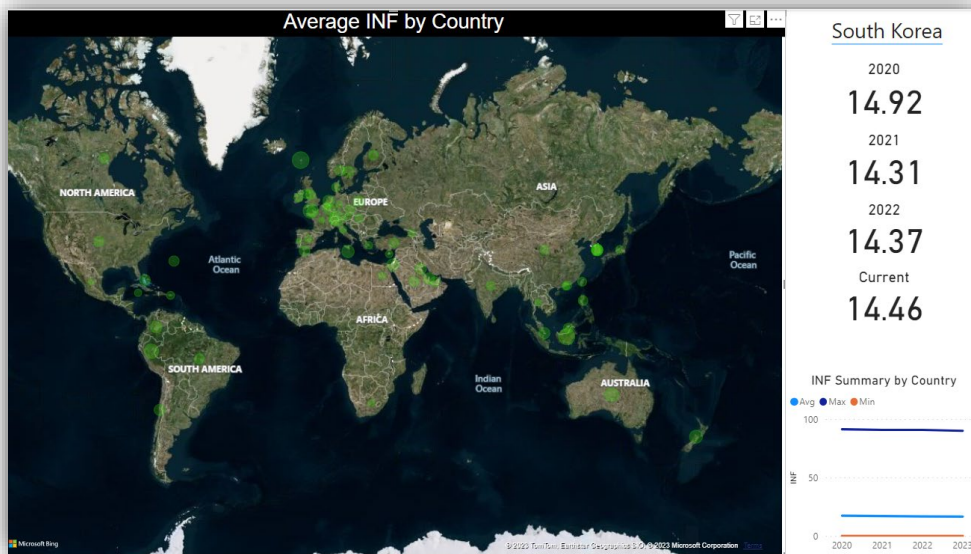 Average INF by Country
NORTH AMERICA
EUROPE
ASIA
Atlantic
Ocean
Pacific
Ocean
AFRICA
SOUTH AMERICA
Indian
Ocean
AUSTRALIA
Microsoft Bing
© 2023 TomTom, Earthstar Geographics SIO, © 2023 Microsoft Corporation Terms
South Korea
2020
14.92
2021
14.31
2022
14.37
Current
14.46
INF Summary by Country
Avg Max Min
100
50
0
INF
2020 2021 2022 2023